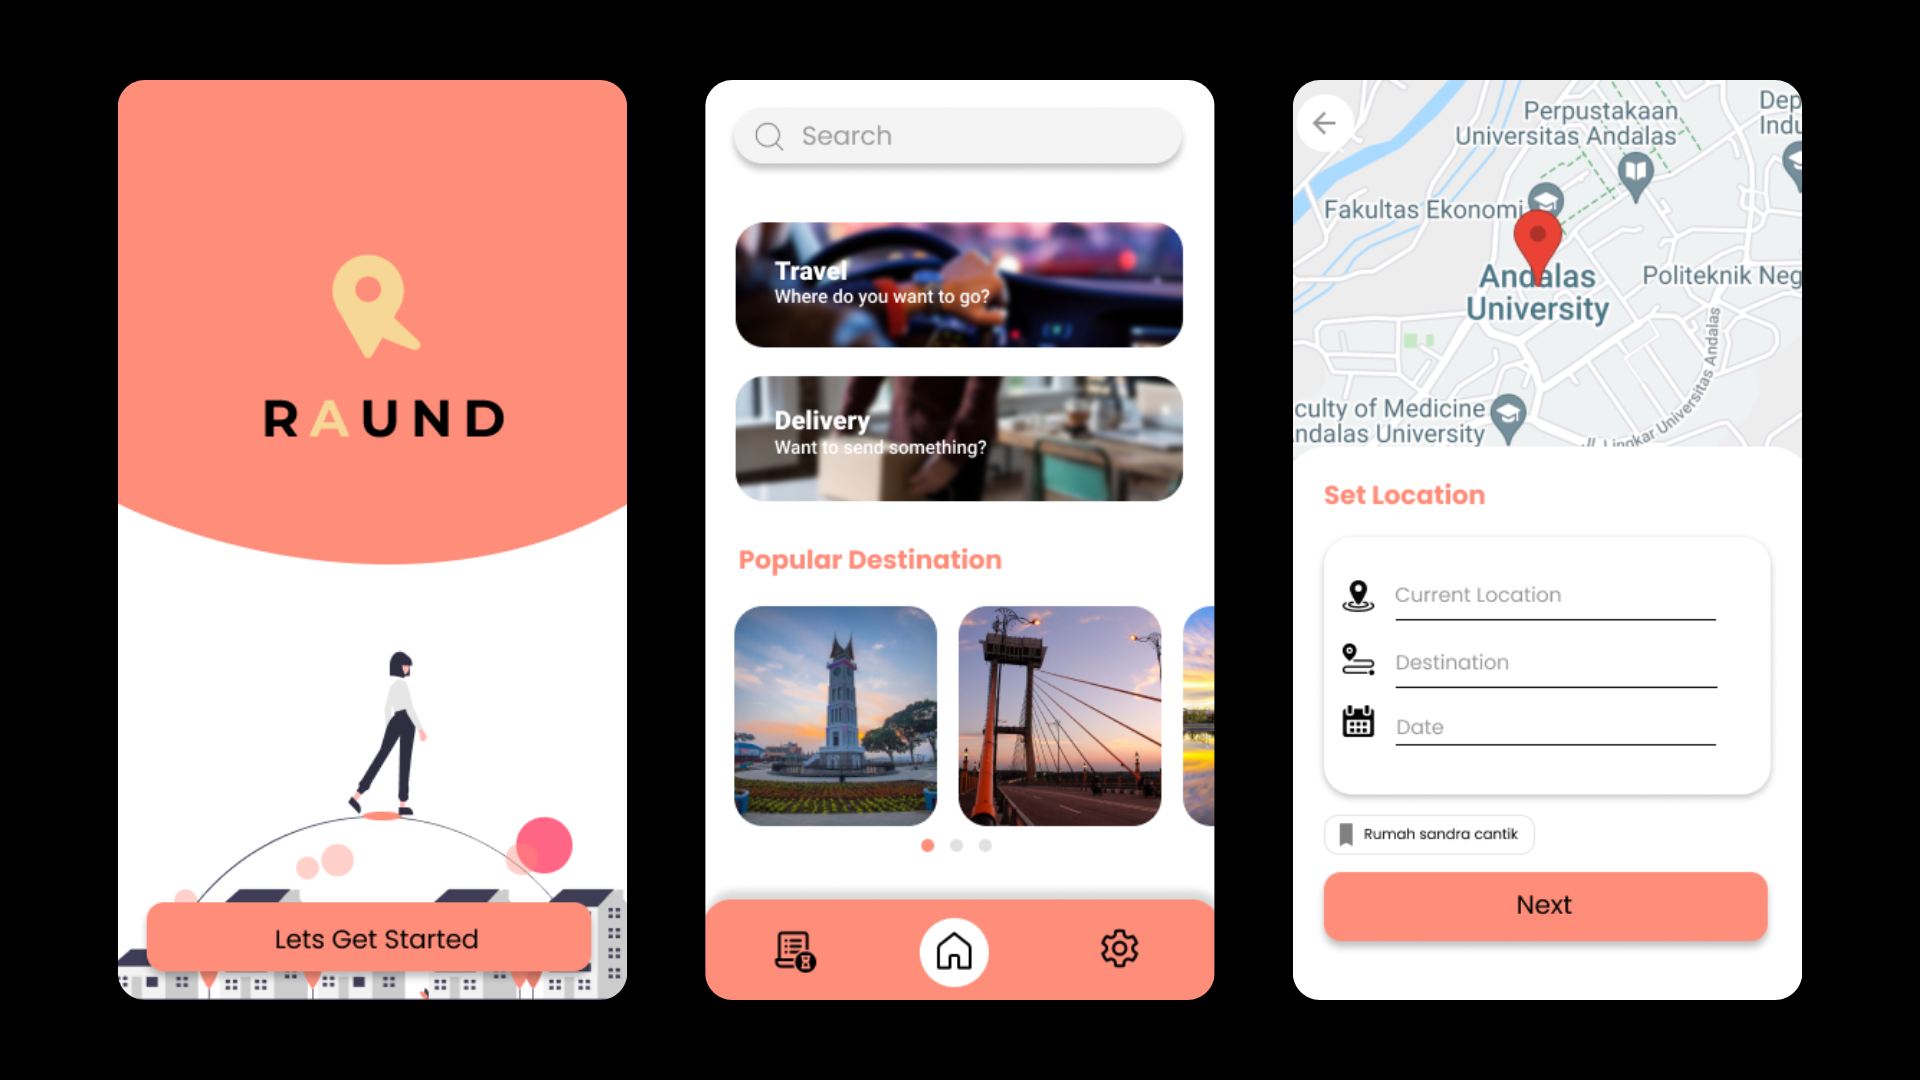 RAUND
Lets Get Started
Search
Travel
Where do you want to go?
Delivery
Want to send something?
Popular Destination
Perpustakaan
Universitas Andalas
Dep
Indu
Fakultas Ekonomi
Andalas
University
Politeknik Neg
culty of Medicine
ndalas University
Jl. Lingkar Universitas Andalas
Set Location
Current Location
Destination
Date
Rumah sandra cantik
Next